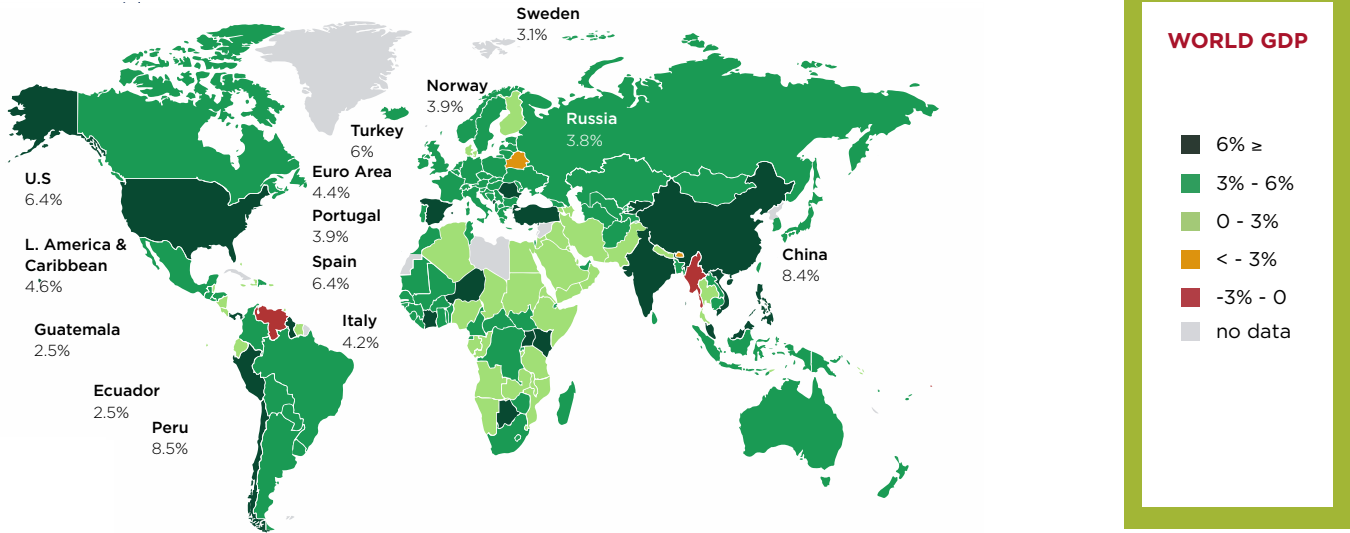 Sweden
3.1%
Norway
3.9%
Russia
3.8%
Turkey
6%
Euro Area
4.4%
Portugal
3.9%
Spain
6.4%
Italy
4.2%
U.S
6.4%
L. America &
Caribbean
4.6%
Guatemala
2.5%
Ecuador
2.5%
Peru
8.5%
China
8.4%
WORLD GDP
6% ≥
3% - 6%
0 - 3%
< - 3%
-3% - 0
no data